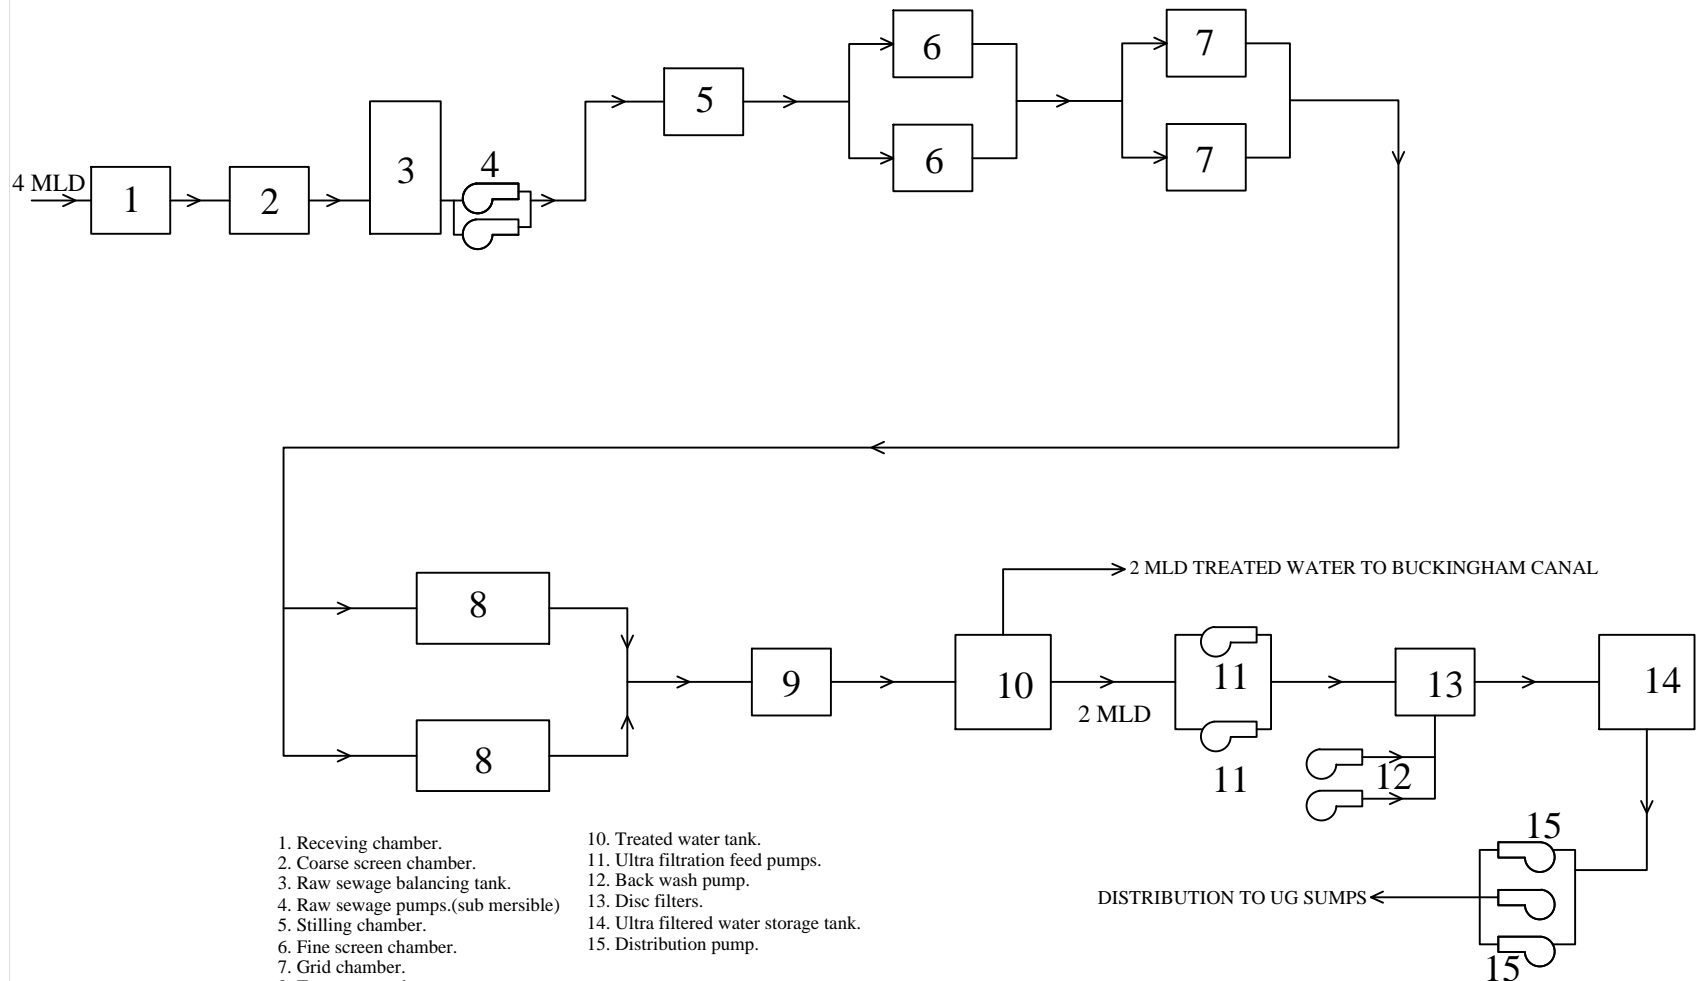 6
7
5
6
7
4
3
4 MLD
1
2
2 MLD TREATED WATER TO BUCKINGHAM CANAL
8
11
9
10
13
14
2 MLD
8
11
12
15
DISTRIBUTION TO UG SUMPS
15
1. Receving chamber.
2. Coarse screen chamber.
3. Raw sewage balancing tank.
4. Raw sewage pumps.(sub mersible)
5. Stilling chamber.
6. Fine screen chamber.
7. Grid chamber.
10. Treated water tank.
11. Ultra filtration feed pumps.
12. Back wash pump.
13. Disc filters.
14. Ultra filtered water storage tank.
15. Distribution pump.